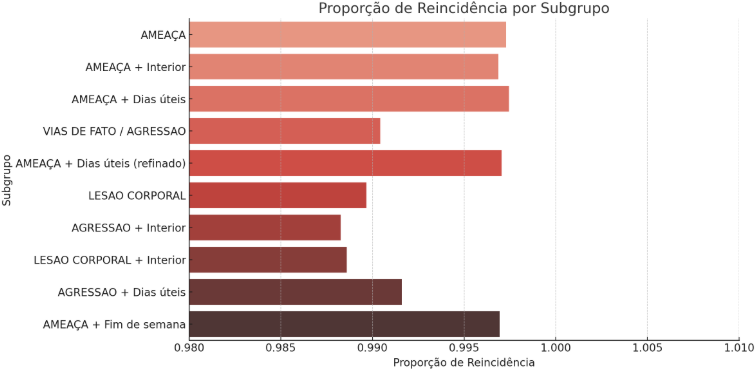 Proporção de Reincidência por Subgrupo
AMEAÇA
AMEAÇA + Interior
AMEAÇA + Dias úteis
VIAS DE FATO / AGRESSAO
AMEAÇA + Dias úteis (refinado)
LESAO CORPORAL
AGRESSAO + Interior
LESAO CORPORAL + Interior
AGRESSAO + Dias úteis
AMEAÇA + Fim de semana
Subgrupo
0.980 0.985 0.990 0.995 1.000 1.005 1.010
Proporção de Reincidência